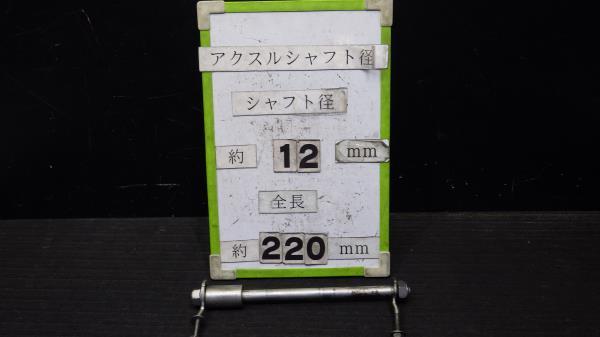 アクスルシャフト径
シャフト径
約 12 mm
全長
約 220 mm